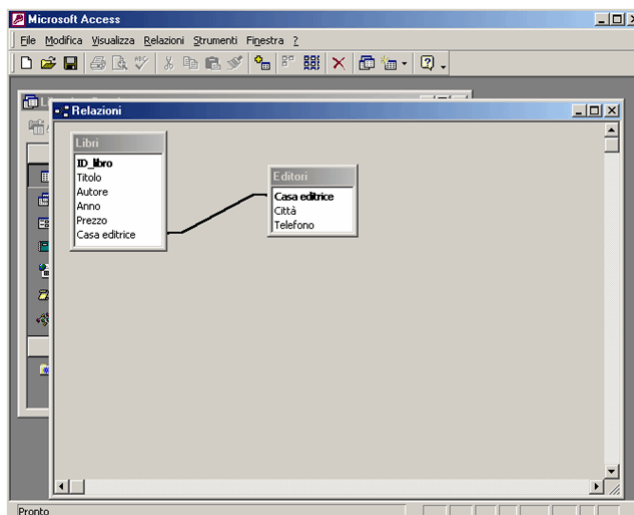 Microsoft Access
File Modifica Visualizza Relazioni Strumenti Finestra ?
Relazioni
Libri
ID_libro
Titolo
Autore
Anno
Prezzo
Casa editrice
Editori
Casa editrice
Città
Telefono
Pronto